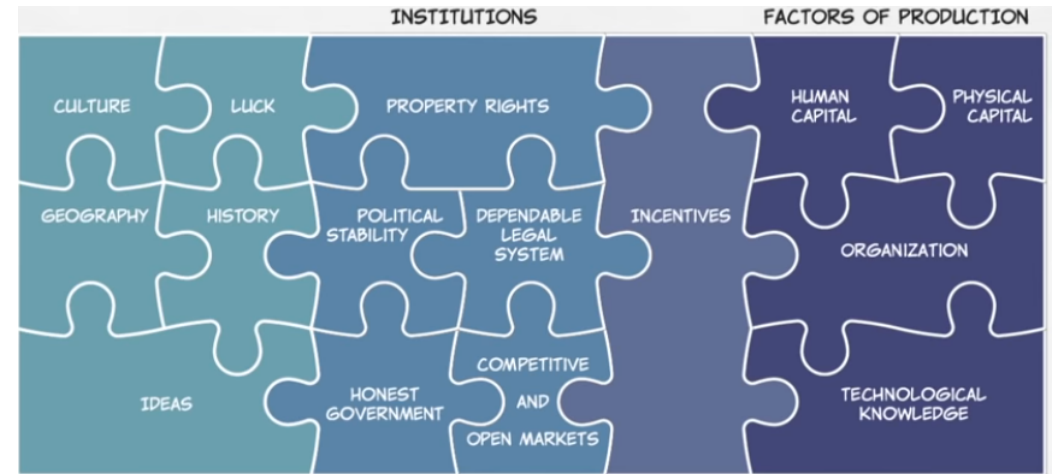 INSTITUTIONS
FACTORS OF PRODUCTION
CULTURE
LUCK
PROPERTY RIGHTS
HUMAN
CAPITAL
PHYSICAL
CAPITAL
GEOGRAPHY
HISTORY
POLITICAL
STABILITY
DEPENDABLE
LEGAL
SYSTEM
INCENTIVES
ORGANIZATION
IDEAS
HONEST
GOVERNMENT
COMPETITIVE
AND
OPEN MARKETS
TECHNOLOGICAL
KNOWLEDGE